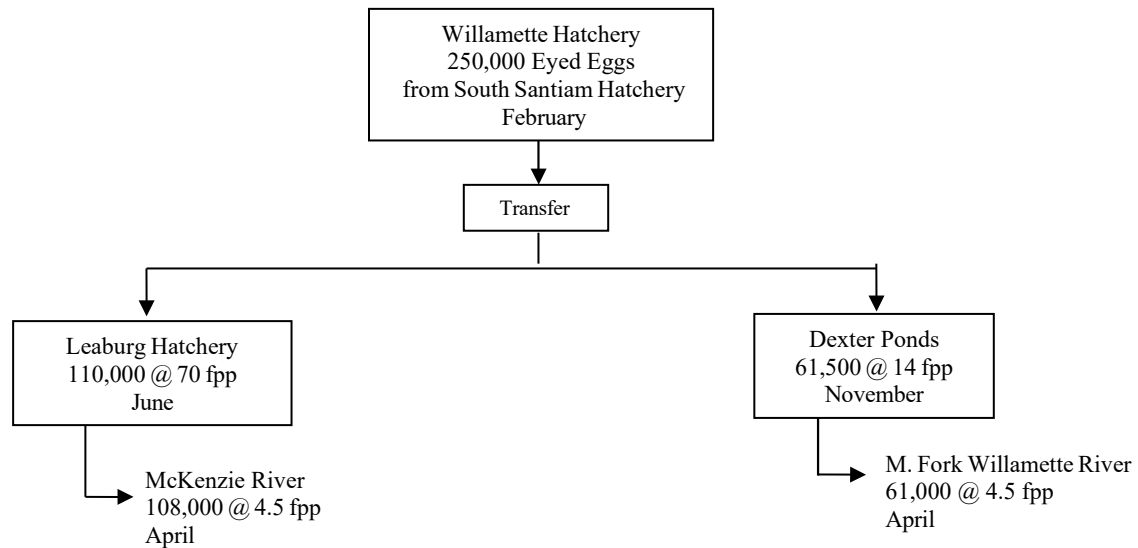 Willamette Hatchery
250,000 Eyed Eggs
from South Santiam Hatchery
February
Transfer
Leaburg Hatchery
110,000 @ 70 fpp
June
McKenzie River
108,000 @ 4.5 fpp
April
Dexter Ponds
61,500 @ 14 fpp
November
M. Fork Willamette River
61,000 @ 4.5 fpp
April